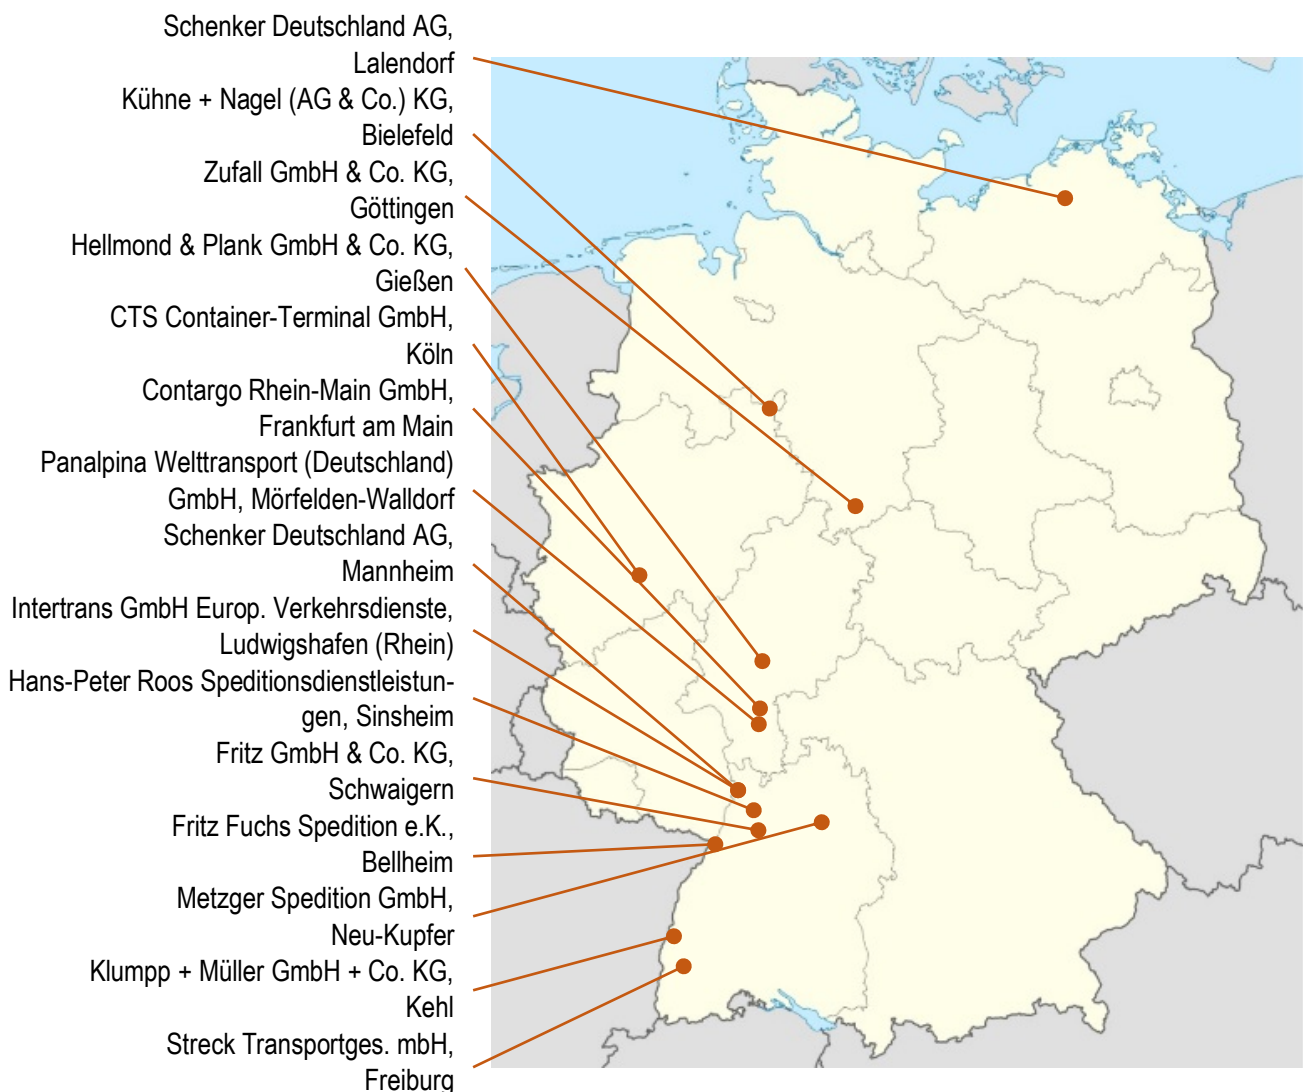 Schenker Deutschland AG,
Lalendorf
Kühne + Nagel (AG & Co.) KG,
Bielefeld
Zufall GmbH & Co. KG,
Göttingen
Hellmond & Plank GmbH & Co. KG,
Gießen
CTS Container-Terminal GmbH,
Köln
Contargo Rhein-Main GmbH,
Frankfurt am Main
Panalpina Welttransport (Deutschland)
GmbH, Mörfelden-Walldorf
Schenker Deutschland AG,
Mannheim
Intertrans GmbH Europ. Verkehrsdienste,
Ludwigshafen (Rhein)
Hans-Peter Roos Speditionsdienstleistun-
gen, Sinsheim
Fritz GmbH & Co. KG,
Schwaigern
Fritz Fuchs Spedition e.K.,
Bellheim
Metzger Spedition GmbH,
Neu-Kupfer
Klumpp + Müller GmbH + Co. KG,
Kehl
Streck Transportges. mbH,
Freiburg